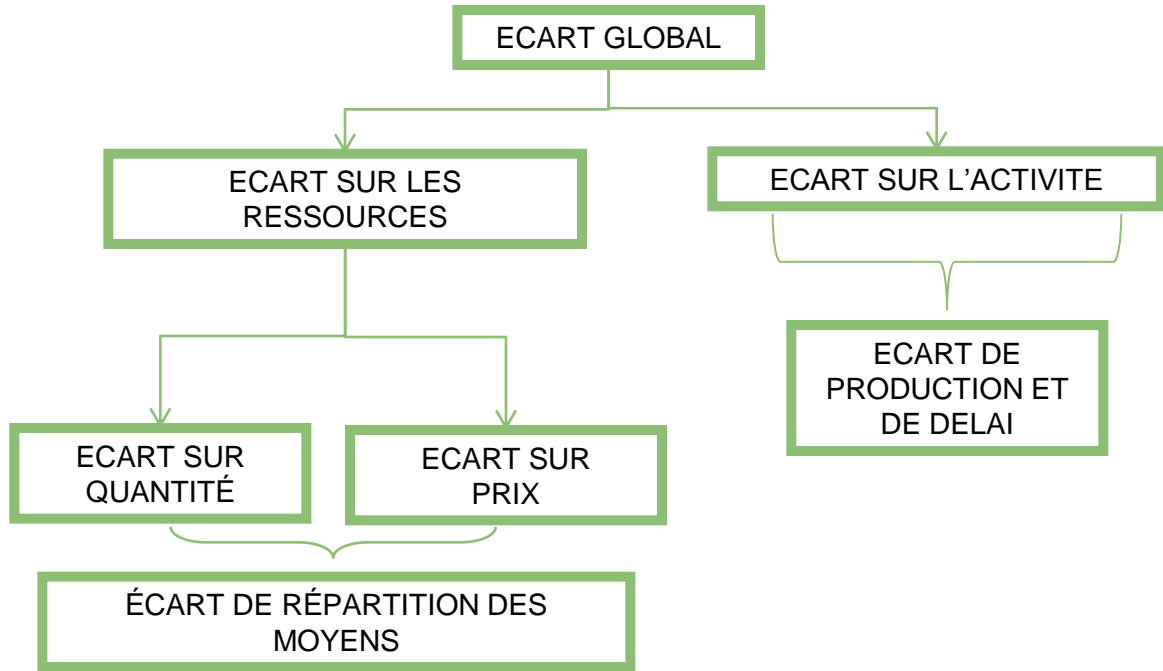 ECART GLOBAL
ECART SUR LES
RESSOURCES
ECART SUR L’ACTIVITE
ECART DE
PRODUCTION ET
DE DELAI
ECART SUR
QUANTITÉ
ECART SUR
PRIX
ÉCART DE RÉPARTITION DES
MOYENS